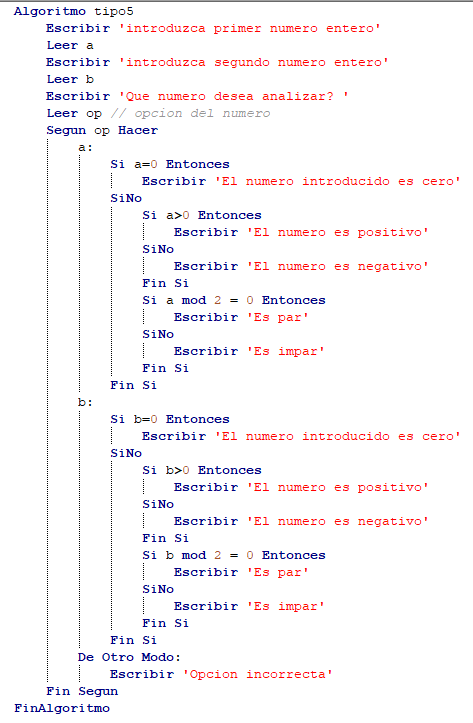 Algoritmo tipo5
    Escribir 'introduzca primer numero entero'
    Leer a
    Escribir 'introduzca segundo numero entero'
    Leer b
    Escribir 'Que numero desea analizar? '
    Leer op // opcion del numero
    Segun op Hacer
        a:
            Si a=0 Entonces
                Escribir 'El numero introducido es cero'
            SiNo
                Si a>0 Entonces
                    Escribir 'El numero es positivo'
                SiNo
                    Escribir 'El numero es negativo'
                Fin Si
                Si a mod 2 = 0 Entonces
                    Escribir 'Es par'
                SiNo
                    Escribir 'Es impar'
                Fin Si
            Fin Si
        b:
            Si b=0 Entonces
                Escribir 'El numero introducido es cero'
            SiNo
                Si b>0 Entonces
                    Escribir 'El numero es positivo'
                SiNo
                    Escribir 'El numero es negativo'
                Fin Si
                Si b mod 2 = 0 Entonces
                    Escribir 'Es par'
                SiNo
                    Escribir 'Es impar'
                Fin Si
            Fin Si
        De Otro Modo:
            Escribir 'Opcion incorrecta'
    Fin Segun
FinAlgoritmo